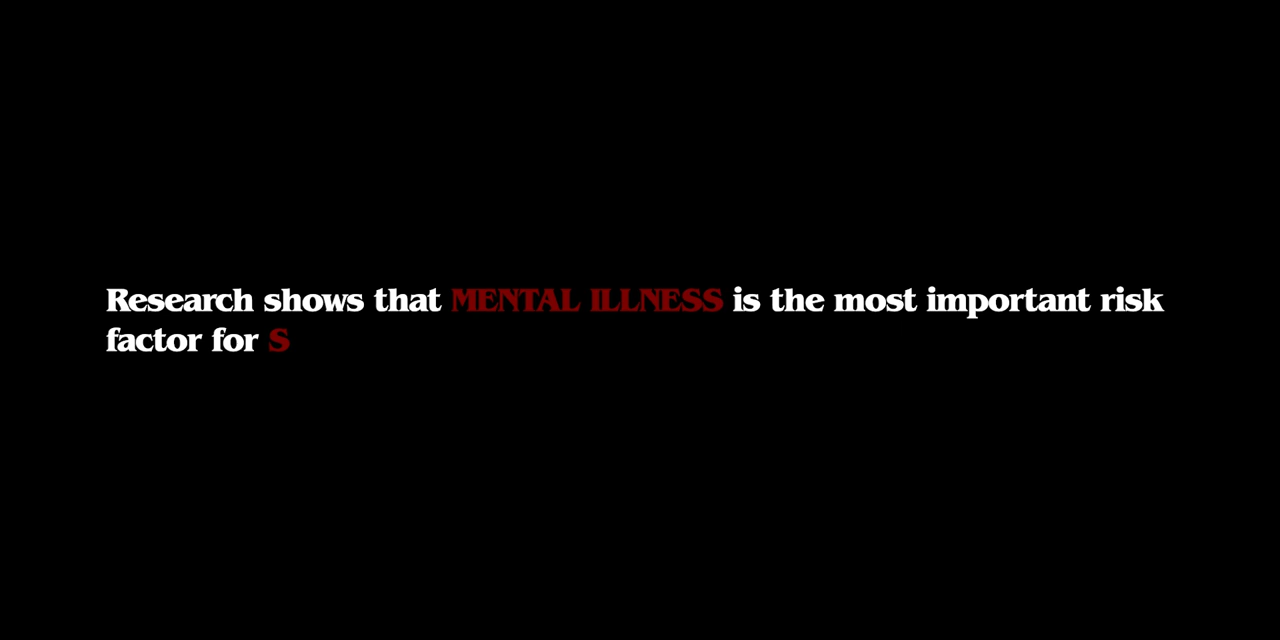 Research shows that MENTAL ILLNESS is the most important risk
factor for S